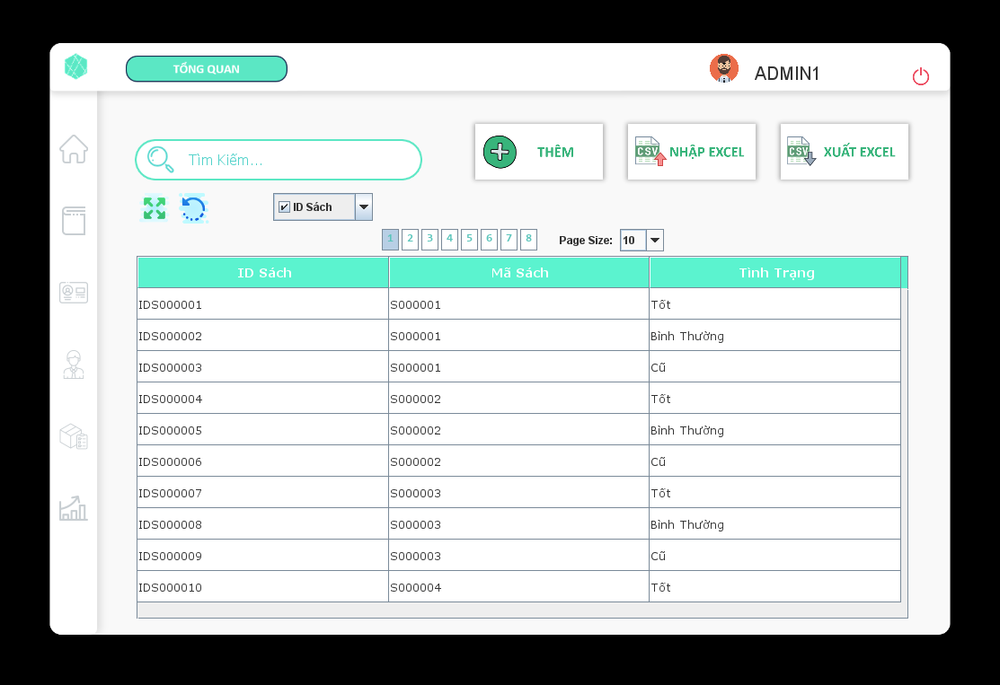 TỔNG QUAN
ADMIN1
Tìm Kiếm...
THÊM
CSV NHẬP EXCEL
CSV XUẤT EXCEL
ID Sách
1 2 3 4 5 6 7 8 Page Size: 10
ID Sách Mã Sách Tình Trạng
IDS000001 S000001 Tốt
IDS000002 S000001 Bình Thường
IDS000003 S000001 Cũ
IDS000004 S000002 Tốt
IDS000005 S000002 Bình Thường
IDS000006 S000002 Cũ
IDS000007 S000003 Tốt
IDS000008 S000003 Bình Thường
IDS000009 S000003 Cũ
IDS000010 S000004 Tốt